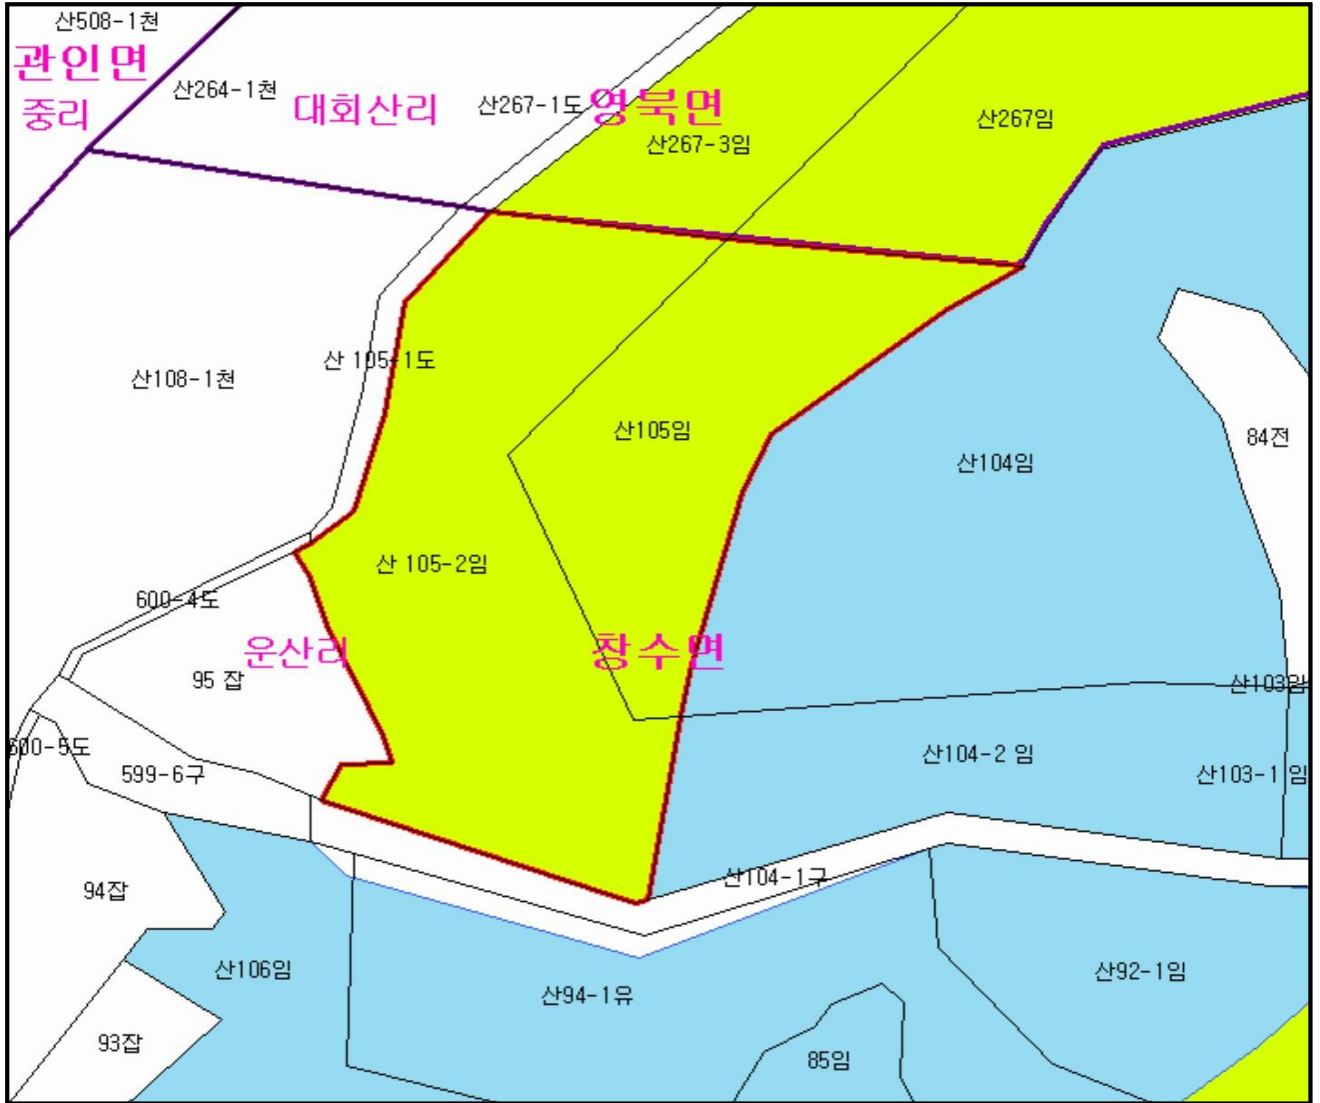 산508-1천
관인면
산264-1천
중리
대회산리
산267-1도
영북면
산267-3임
산267임
산 105-1도
산108-1천
산105임
84전
산104임
산 105-2임
600-4도
운산리
창수면
95 잡
산103임
600-5도
599-6구
산104-2 임
산103-1 임
94잡
산104-1구
산106임
산94-1유
산92-1임
93잡
85임